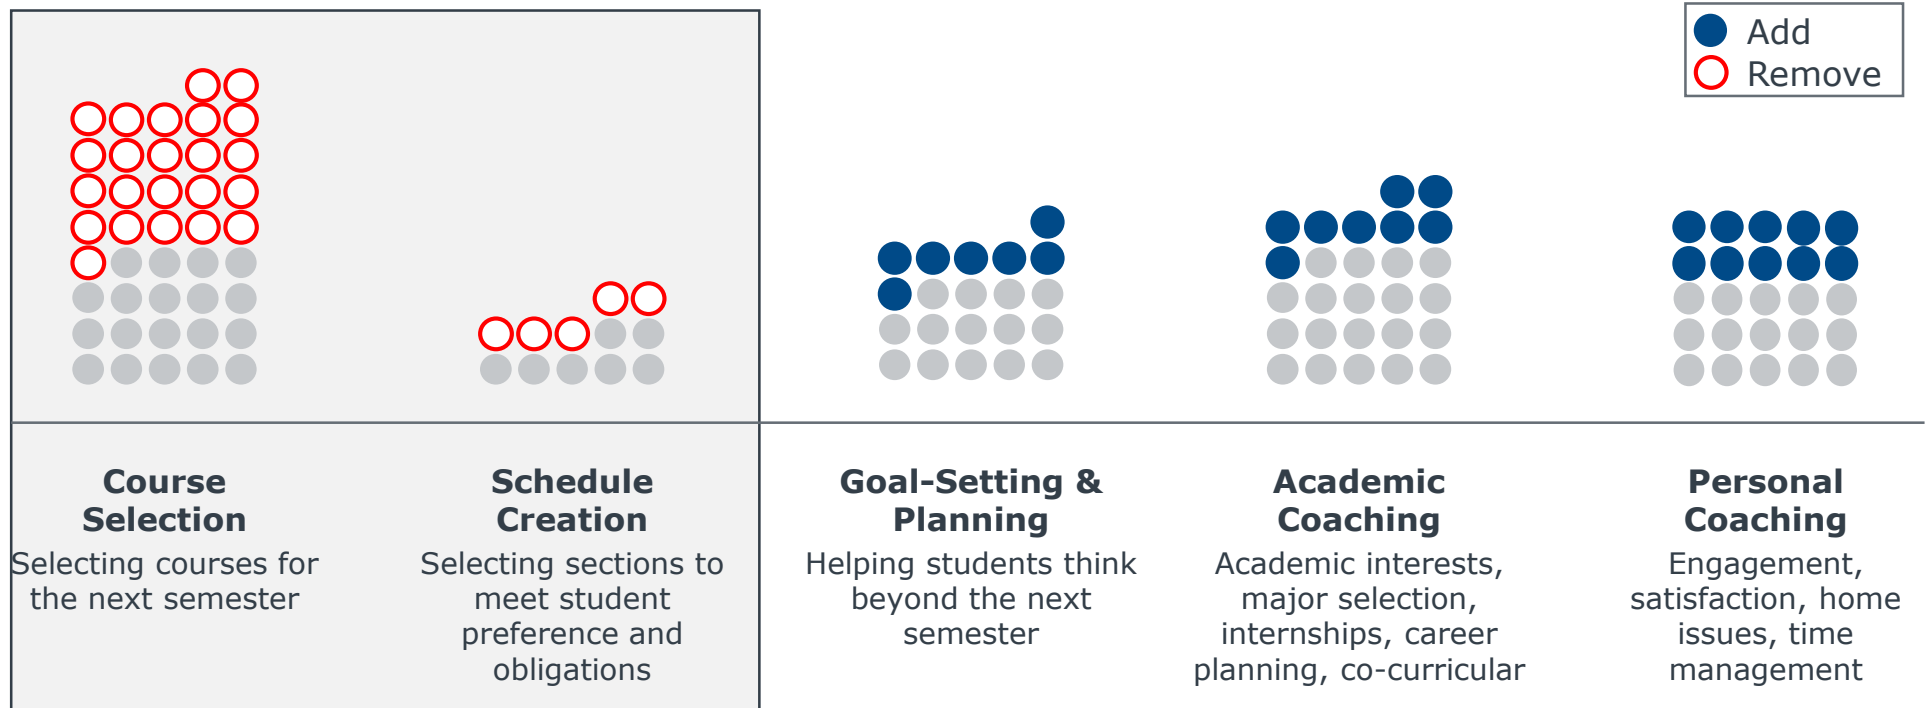 Add
Remove
Course
Selection
Selecting courses for
the next semester
Schedule
Creation
Selecting sections to
meet student
preference and
obligations
Goal-Setting &
Planning
Helping students think
beyond the next
semester
Academic
Coaching
Academic interests,
major selection,
internships, career
planning, co-curricular
Personal
Coaching
Engagement,
satisfaction, home
issues, time
management